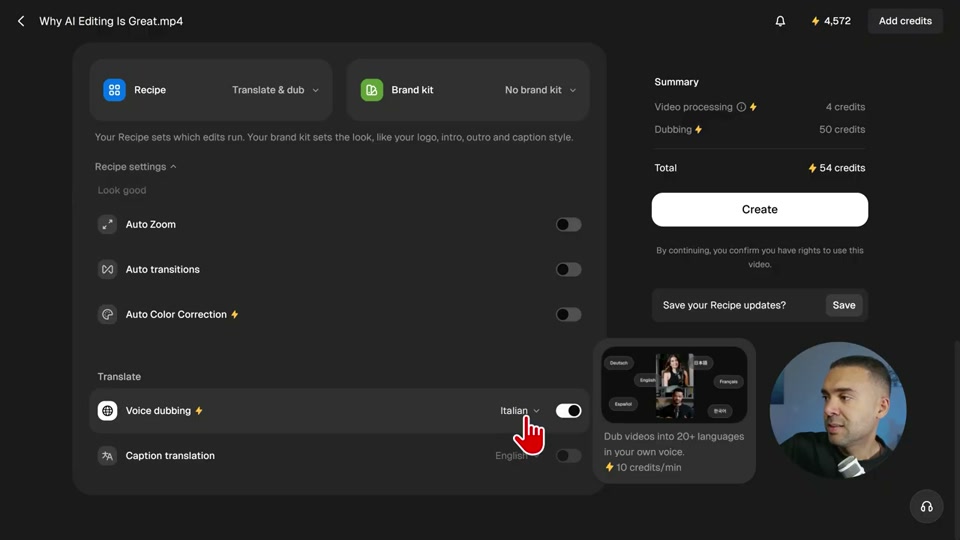 Why AI Editing Is Great.mp4
4,572
Add credits
Recipe
Translate & dub
Brand kit
No brand kit
Your Recipe sets which edits run. Your brand kit sets the look, like your logo, intro, outro and caption style.
Recipe settings
Look good
Auto Zoom
Auto transitions
Auto Color Correction
Translate
Voice dubbing
Italian
Caption translation
English
Summary
Video processing
4 credits
Dubbing
50 credits
Total
54 credits
Create
By continuing, you confirm you have rights to use this
video.
Save your Recipe updates?
Save
Deutsch
English
Français
Español
한국어
Dub videos into 20+ languages
in your own voice.
10 credits/min